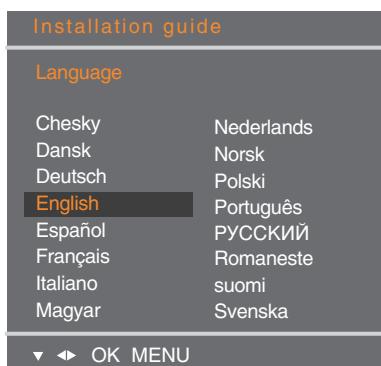 Installation guide
Language
Chesky
Dansk
Deutsch
English
Español
Français
Italiano
Magyar
Nederlands
Norsk
Polski
Português
РУССКИЙ
Romaneste
suomi
Svenska
OK MENU